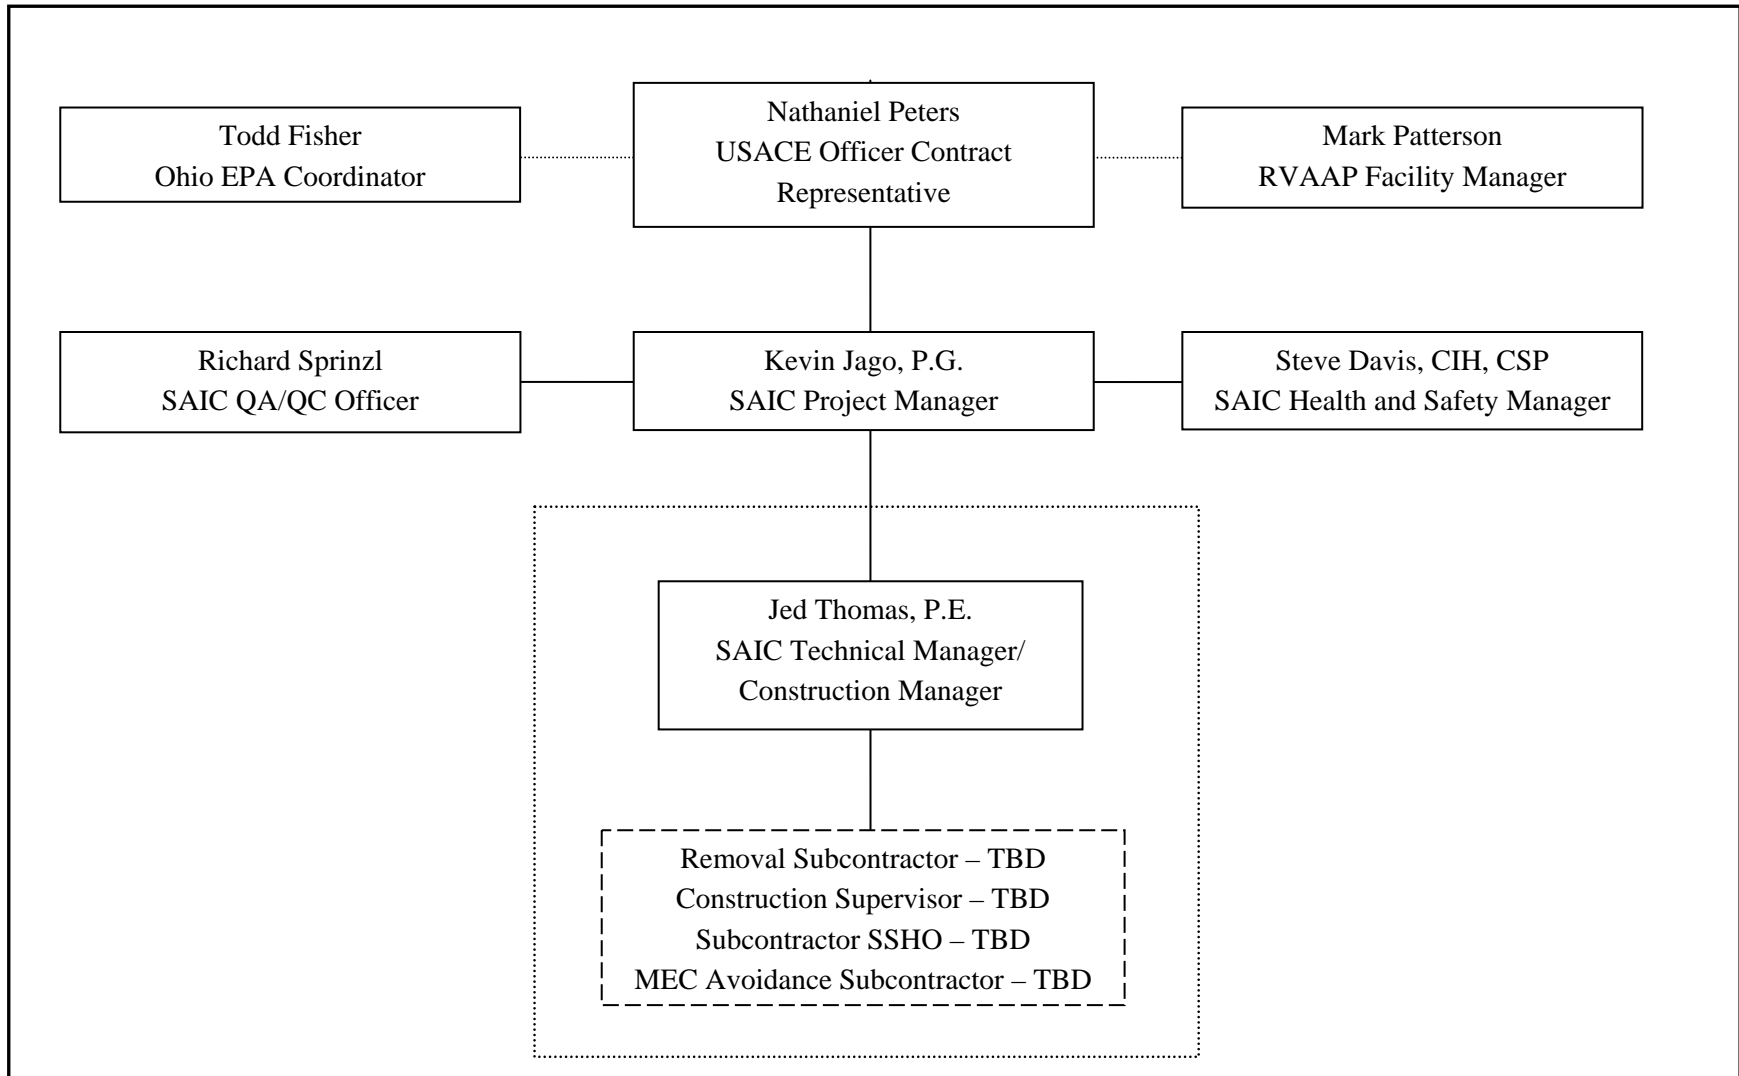 Todd Fisher
Ohio EPA Coordinator
Nathaniel Peters
USACE Officer Contract
Representative
Mark Patterson
RVAAP Facility Manager
Richard Sprinzl
SAIC QA/QC Officer
Kevin Jago, P.G.
SAIC Project Manager
Steve Davis, CIH, CSP
SAIC Health and Safety Manager
Jed Thomas, P.E.
SAIC Technical Manager/
Construction Manager
Removal Subcontractor – TBD
Construction Supervisor – TBD
Subcontractor SSHO – TBD
MEC Avoidance Subcontractor – TBD